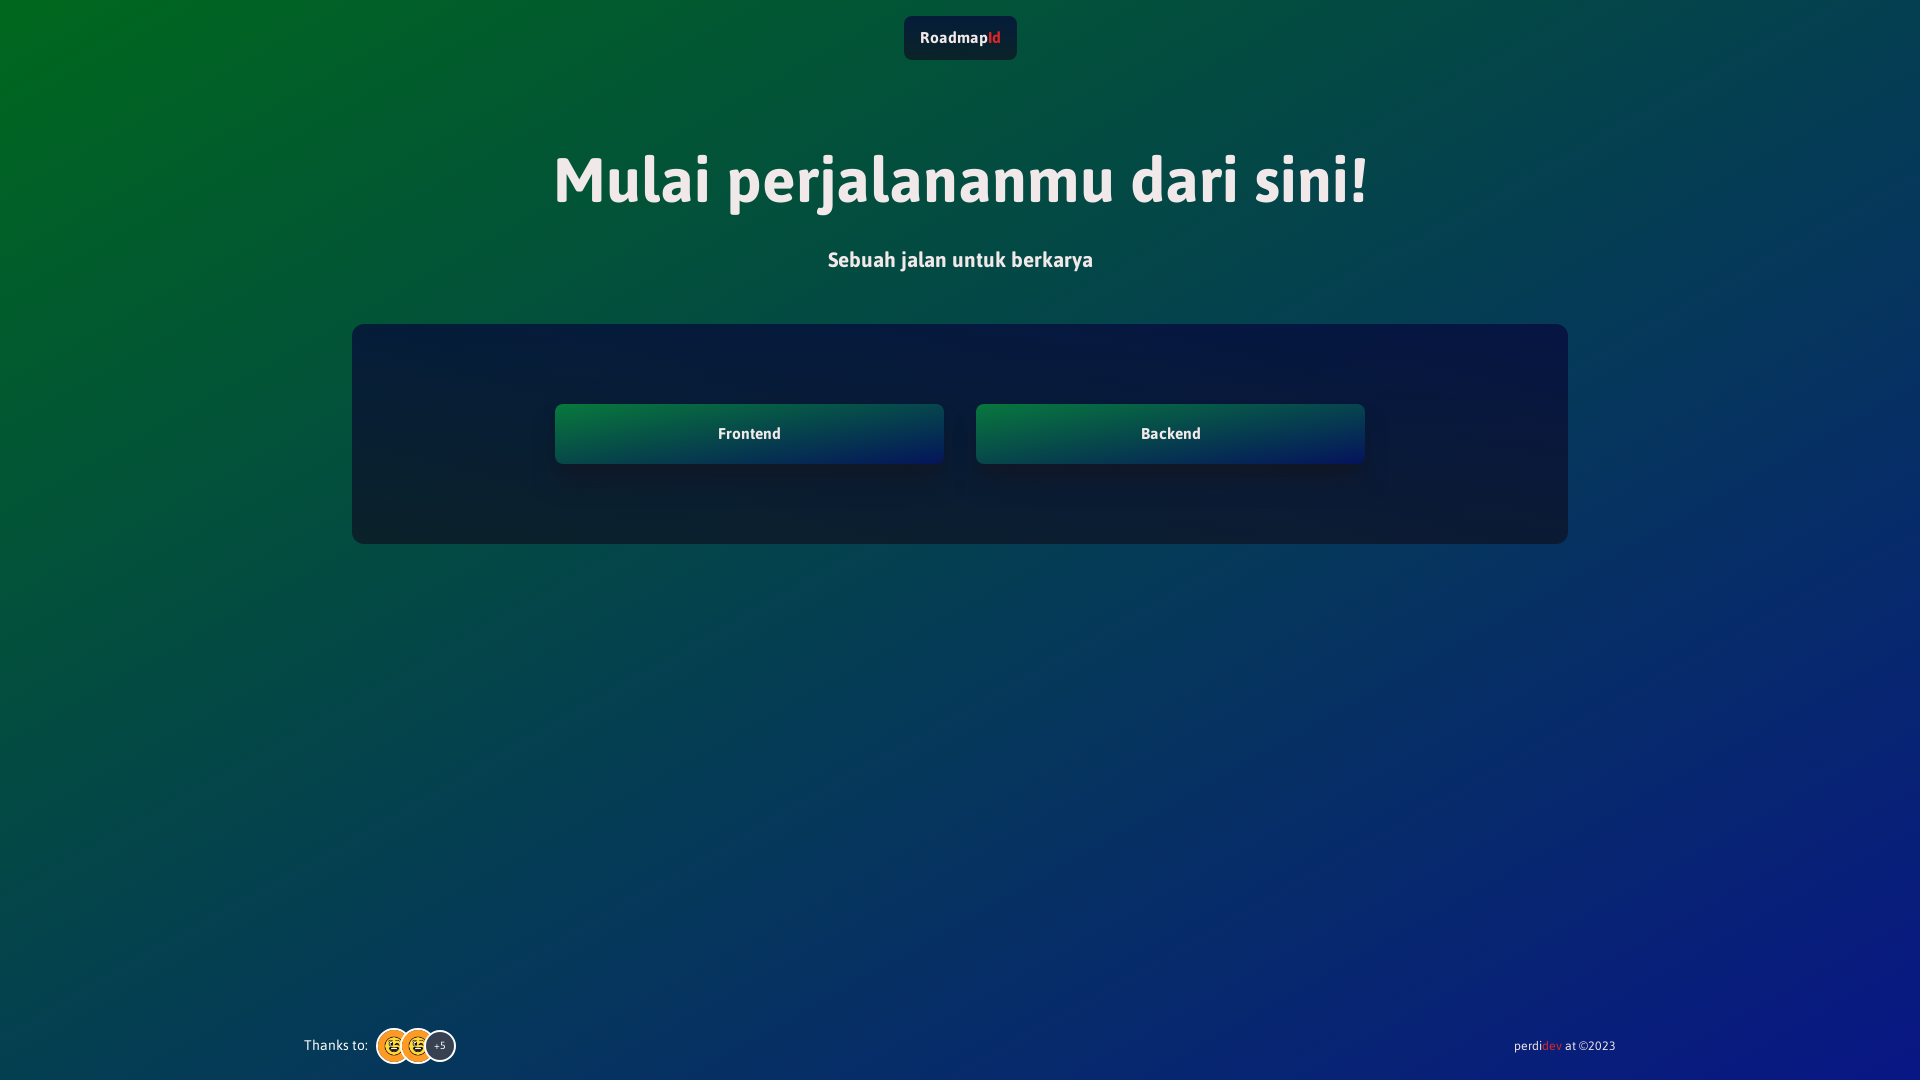 RoadmapId
Mulai perjalananmu dari sini!
Sebuah jalan untuk berkarya
Frontend
Backend
Thanks to:
+5
perdidev at ©2023